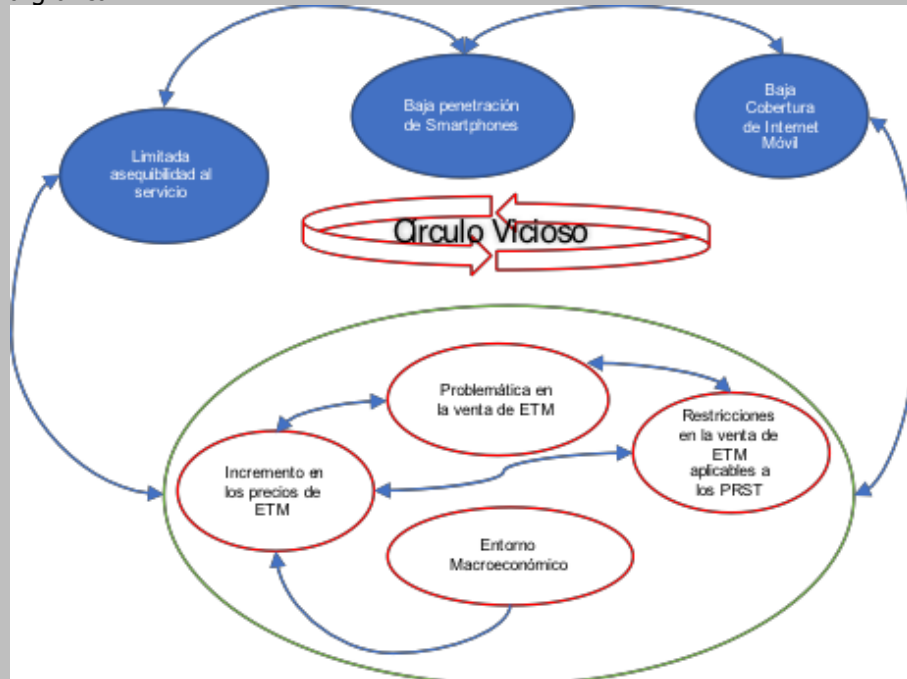 Baja penetración
de Smartphones
Baja
Cobertura
de Internet
Móvil
Limitada
asequibilidad al
servicio
Círculo Vicioso
Problemática en
la venta de ETM
Restricciones
en la venta de
ETM
aplicables a
los PRST
Incremento en
los precios de
ETM
Entorno
Macroeconómico